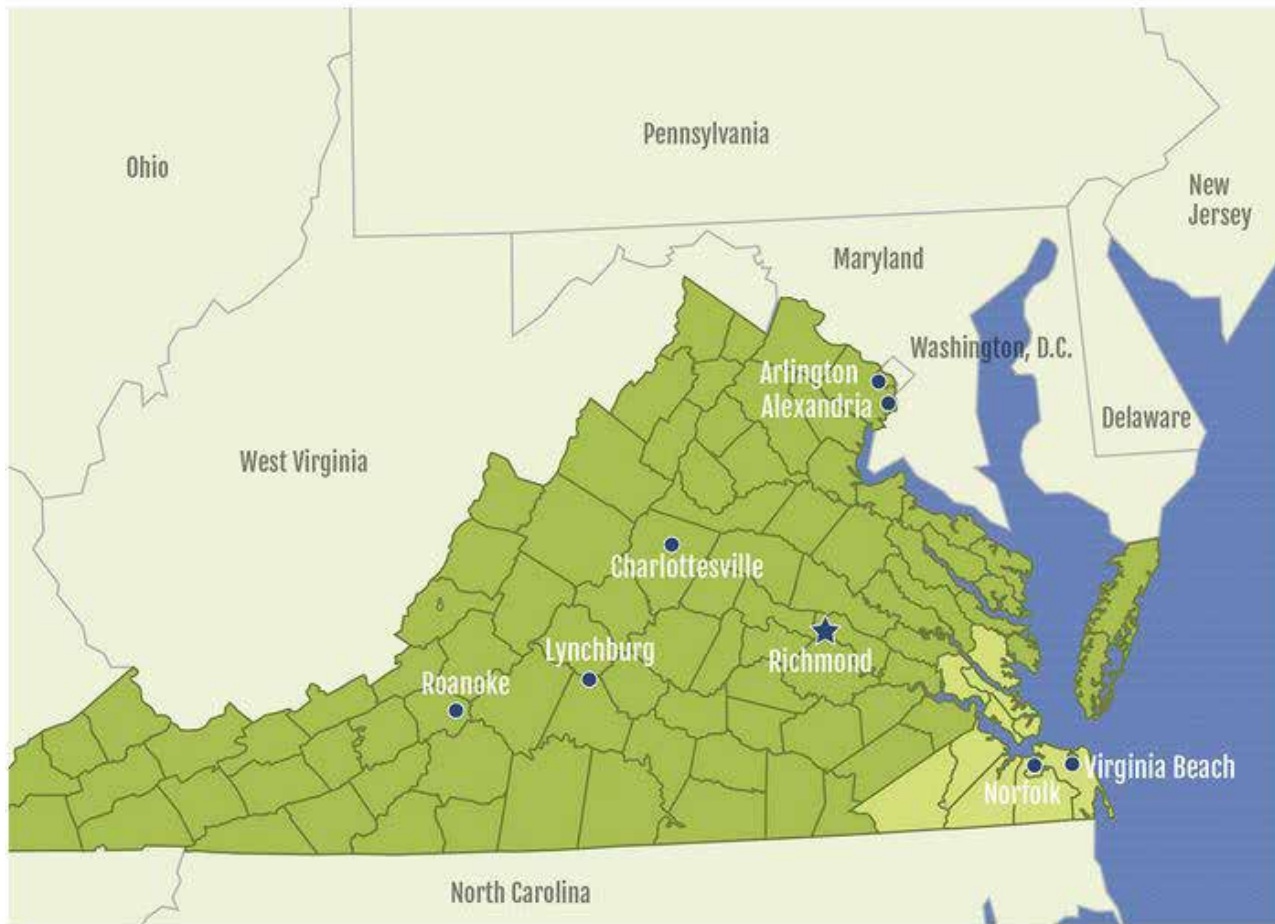 Pennsylvania
Ohio
New
Jersey
Maryland
Washington, D.C.
Arlington
Alexandria
Delaware
West Virginia
Charlottesville
Lynchburg
Richmond
Roanoke
Virginia Beach
Norfolk
North Carolina